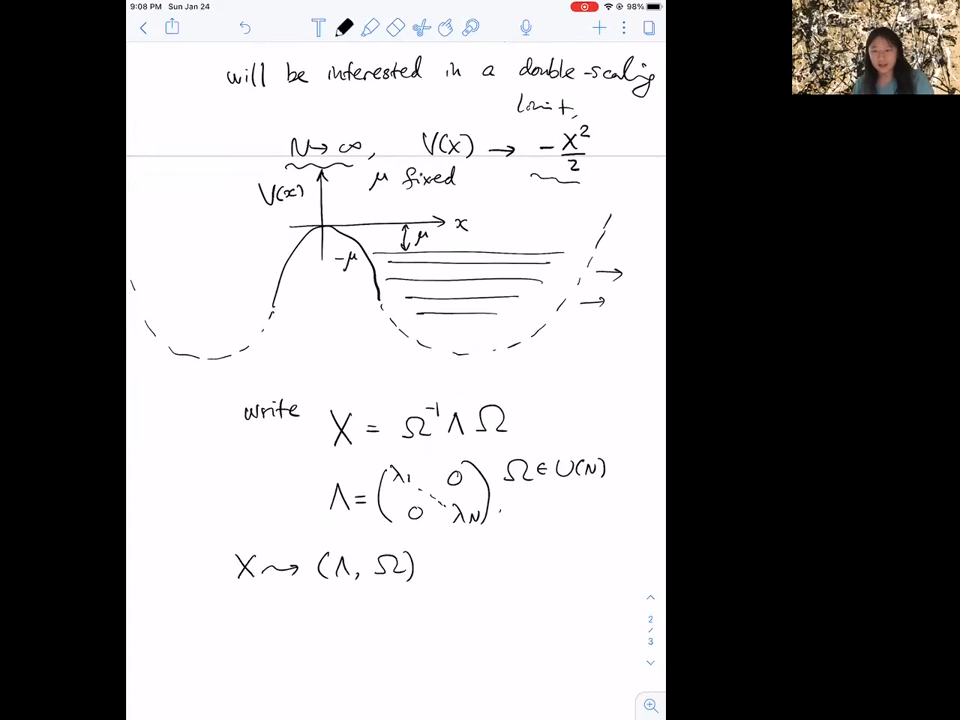 9:08 PM Sun Jan 24
98%
will be interested in a double-scaling
limit,
N → ∞, V(X) → -X²/2
μ fixed
V(x)
x
μ
-μ
write X = Ω⁻¹ Λ Ω
Λ = (λ₁ 0 0 λN), Ω ∈ U(N)
X ⇝ (Λ, Ω)
2
/
3